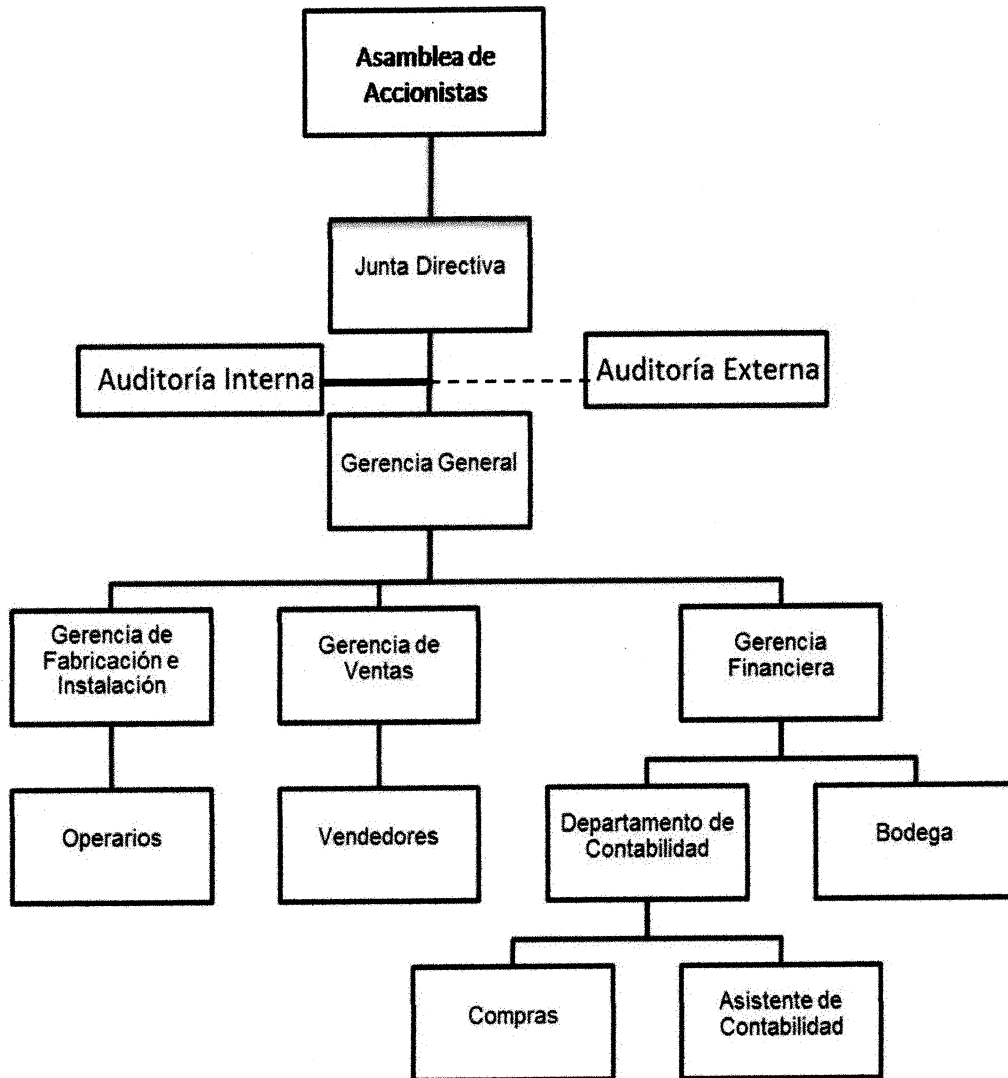 Asamblea de
Accionistas
Junta Directiva
Auditoría Interna
Auditoría Externa
Gerencia General
Gerencia de
Fabricación e
Instalación
Gerencia de
Ventas
Gerencia
Financiera
Operarios
Vendedores
Departamento de
Contabilidad
Bodega
Compras
Asistente de
Contabilidad